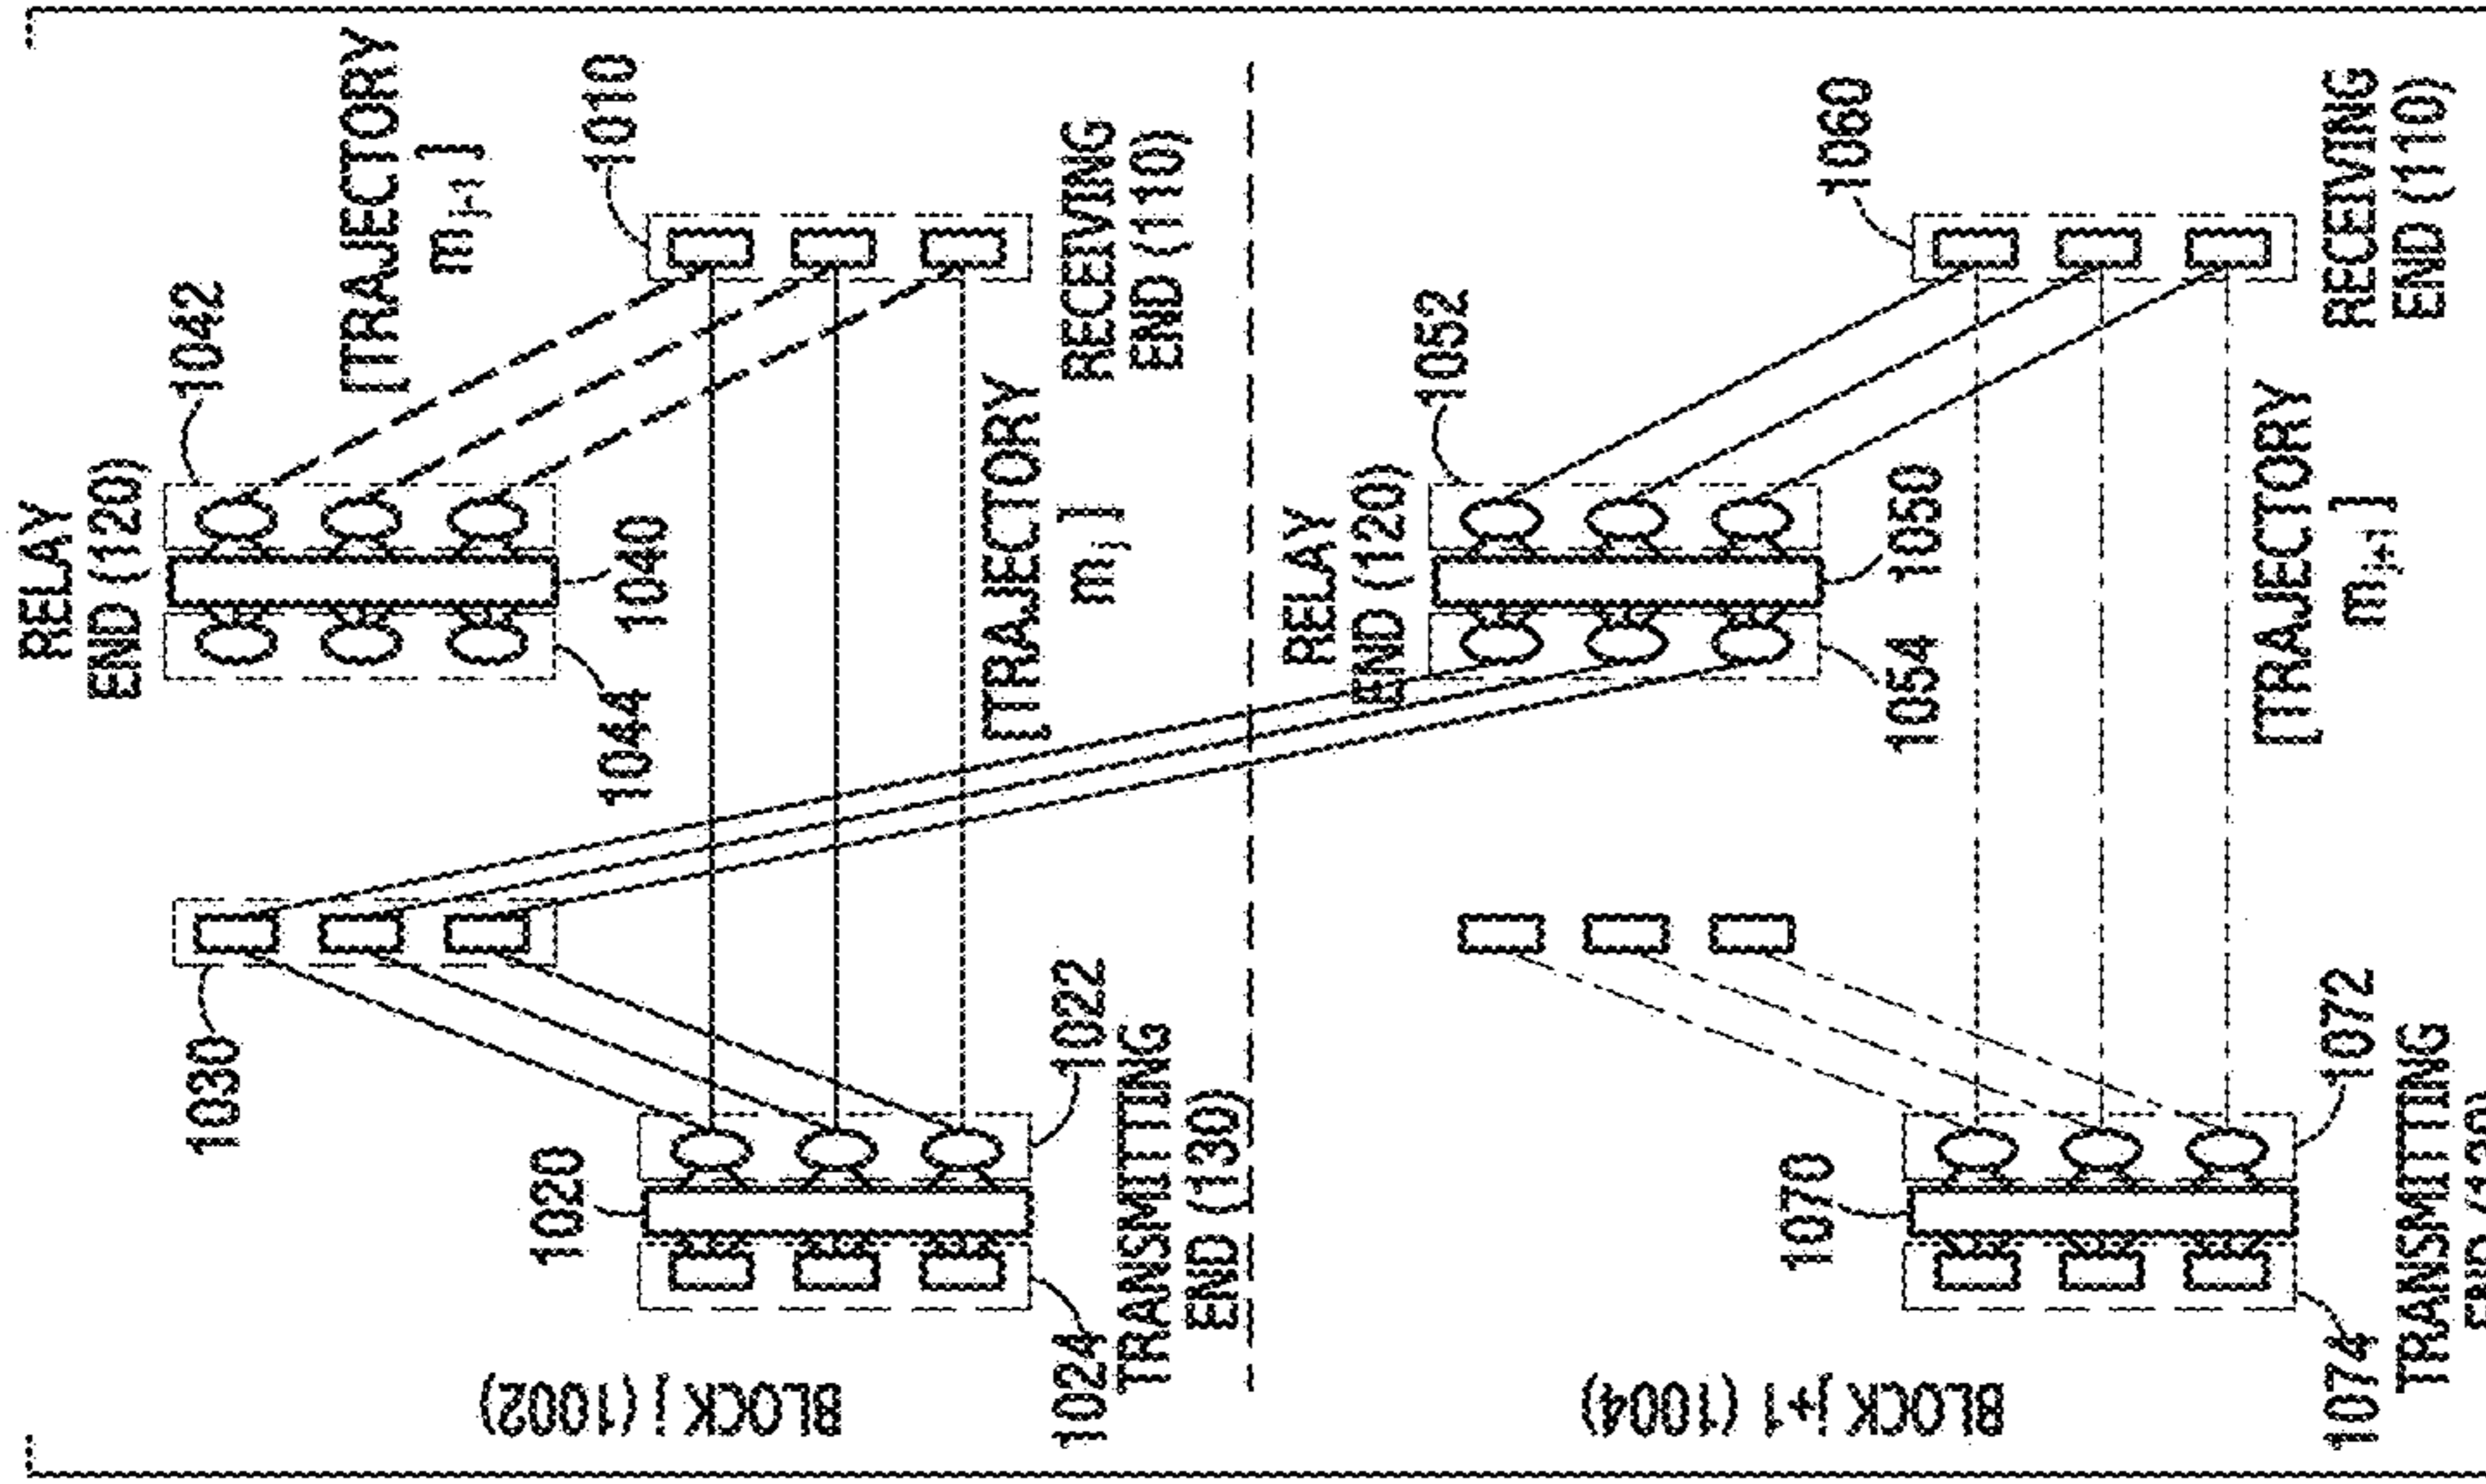 BLOCK j (1002)
1024
TRANSMITTING
END (130)
1020
1022
1030
RELAY
END (120)
1044
1040
1042
[TRAJECTORY
m_j-1 ]
[TRAJECTORY
m_j ]
1010
RECEIVING
END (110)
BLOCK j+1 (1004)
1074
TRANSMITTING
1070
1072
RELAY
END (120)
1054
1050
1052
[TRAJECTORY
m_j+1 ]
1060
RECEIVING
END (110)